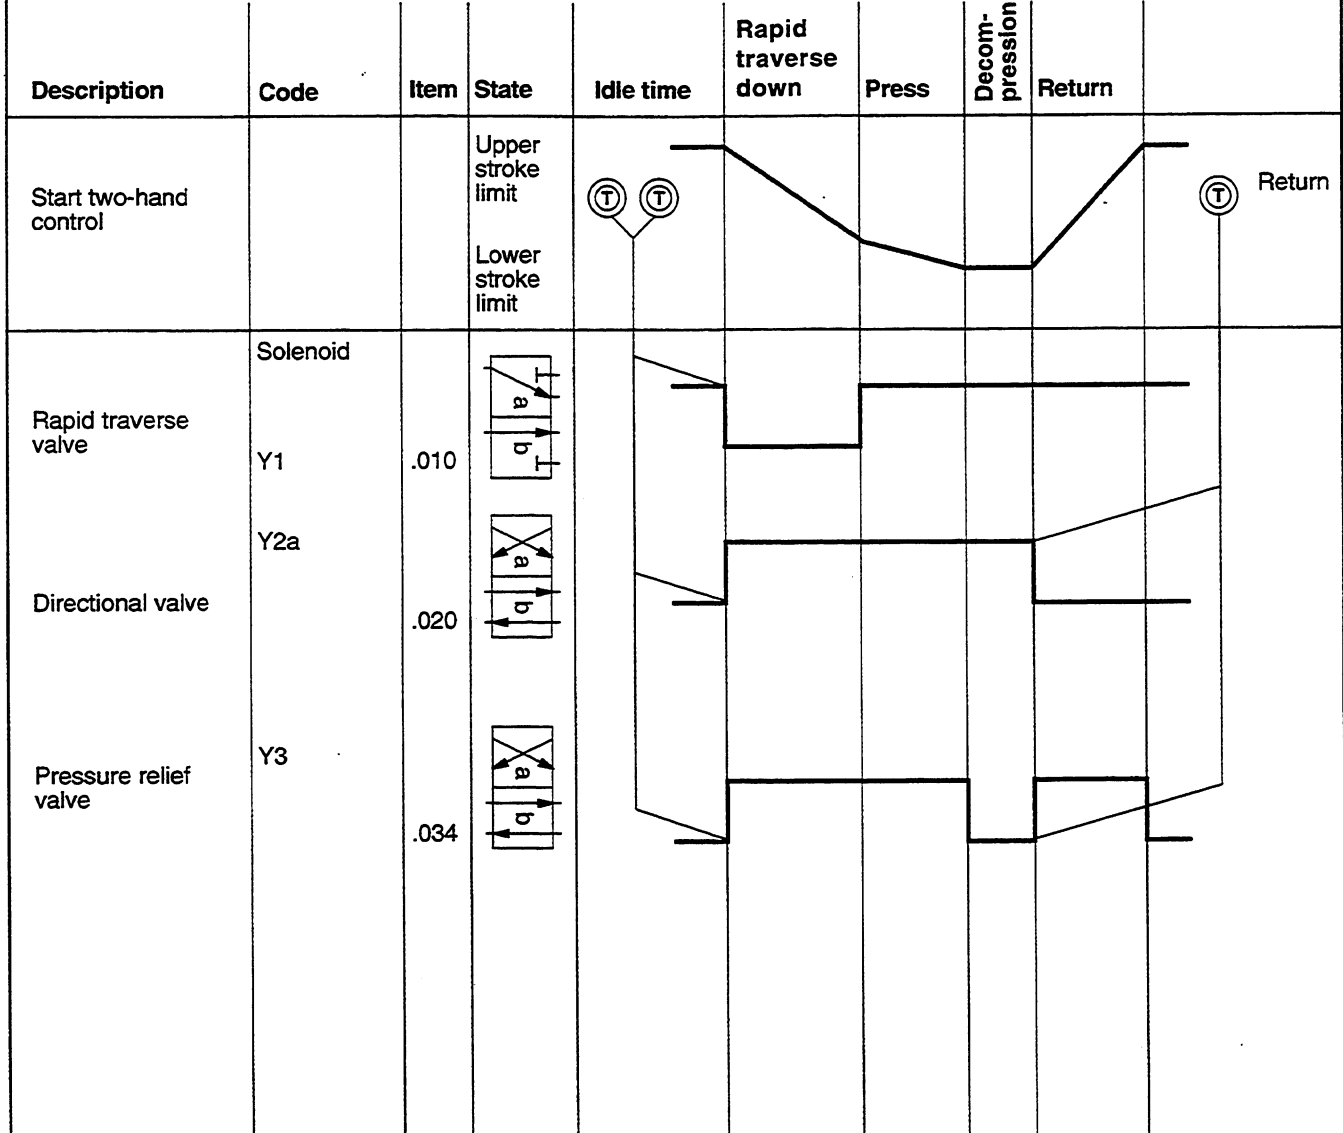 Description
Code
Item
State
Idle time
Rapid
traverse
down
Press
Decom-
pression
Return
Start two-hand
control
Upper
stroke
limit
Lower
stroke
limit
T
T
T
Return
Solenoid
Rapid traverse
valve
Y1
.010
a
b
Y2a
Directional valve
.020
a
b
Y3
Pressure relief
valve
.034
a
b